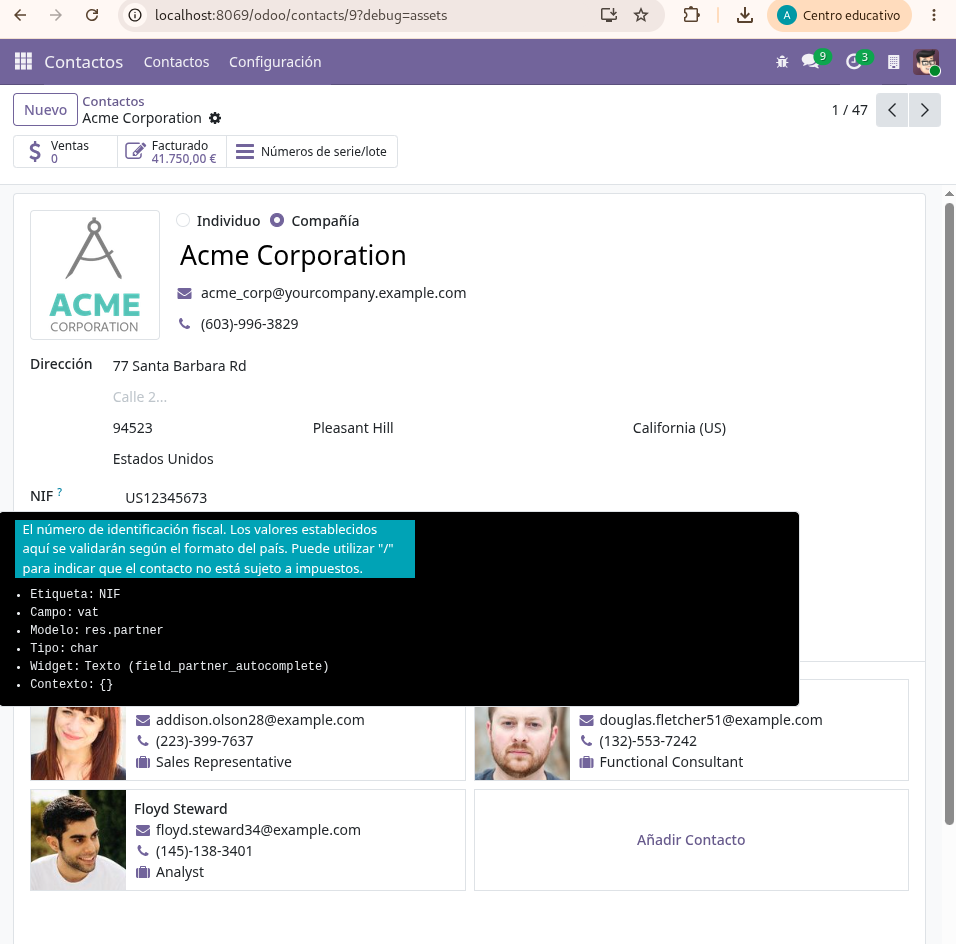 localhost:8069/odoo/contacts/9?debug=assets
A Centro educativo
Contactos Contactos Configuración
9 3
Nuevo
Contactos
Acme Corporation
1 / 47
Ventas
0
Facturado
41.750,00 €
Números de serie/lote
Individuo Compañía
ACME
CORPORATION
Acme Corporation
acme_corp@yourcompany.example.com
(603)-996-3829
Dirección 77 Santa Barbara Rd
Calle 2...
94523 Pleasant Hill California (US)
Estados Unidos
NIF ? US12345673
El número de identificación fiscal. Los valores establecidos
aquí se validarán según el formato del país. Puede utilizar "/"
para indicar que el contacto no está sujeto a impuestos.
• Etiqueta: NIF
• Campo: vat
• Modelo: res.partner
• Tipo: char
• Widget: Texto (field_partner_autocomplete)
• Contexto: {}
addison.olson28@example.com
(223)-399-7637
Sales Representative
douglas.fletcher51@example.com
(132)-553-7242
Functional Consultant
Floyd Steward
floyd.steward34@example.com
(145)-138-3401
Analyst
Añadir Contacto